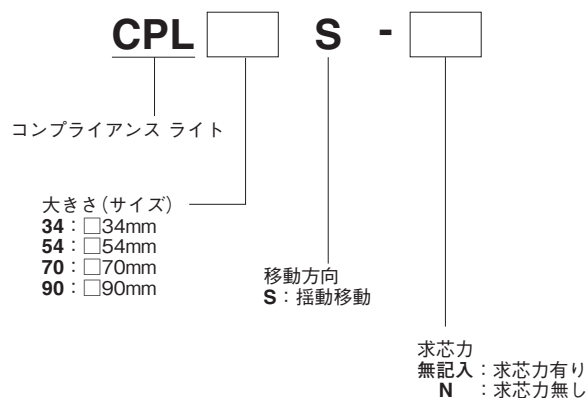 CPL□ S - □
コンプライアンス ライト
大きさ(サイズ)
34：□34mm
54：□54mm
70：□70mm
90：□90mm
移動方向
S：揺動移動
求芯力
無記入：求芯力有り
N ：求芯力無し